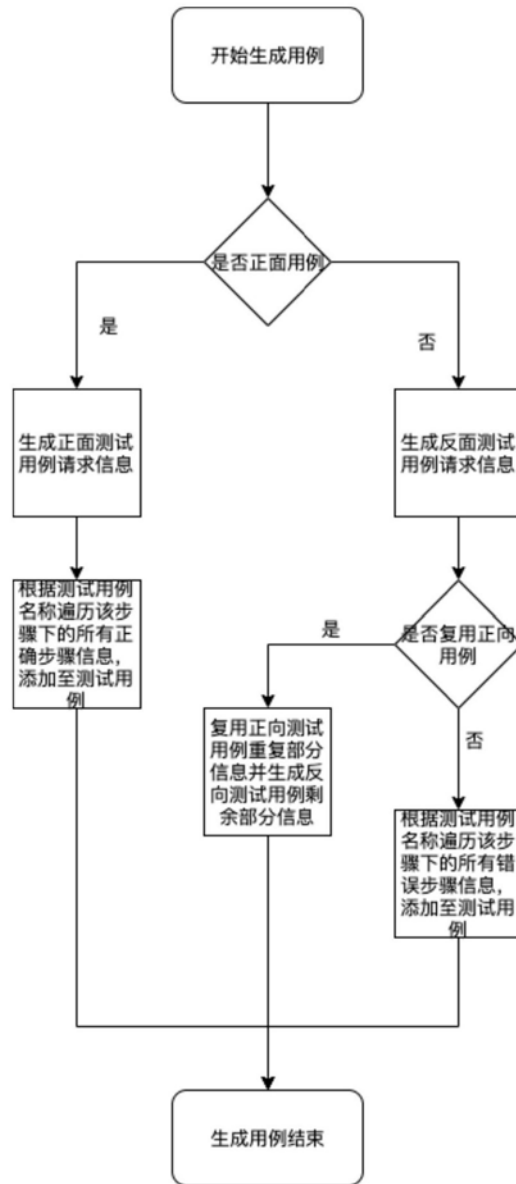 开始生成用例
是否正面用例
是
否
生成正面测试
用例请求信息
生成反面测试
用例请求信息
根据测试用例
名称遍历该步
骤下的所有正
确步骤信息，
添加至测试用
例
是
是否复用正向
用例
复用正向测试
用例重复部分
信息并生成反
向测试用例剩
余部分信息
否
根据测试用例
名称遍历该步
骤下的所有错
误步骤信息，
添加至测试用
例
生成用例结束